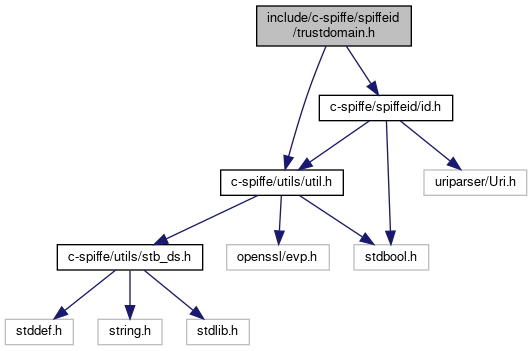 include/c-spiffe/spiffeid
/trustdomain.h
c-spiffe/spiffeid/id.h
c-spiffe/utils/util.h
uriparser/Uri.h
c-spiffe/utils/stb_ds.h
openssl/evp.h
stdbool.h
stddef.h
string.h
stdlib.h